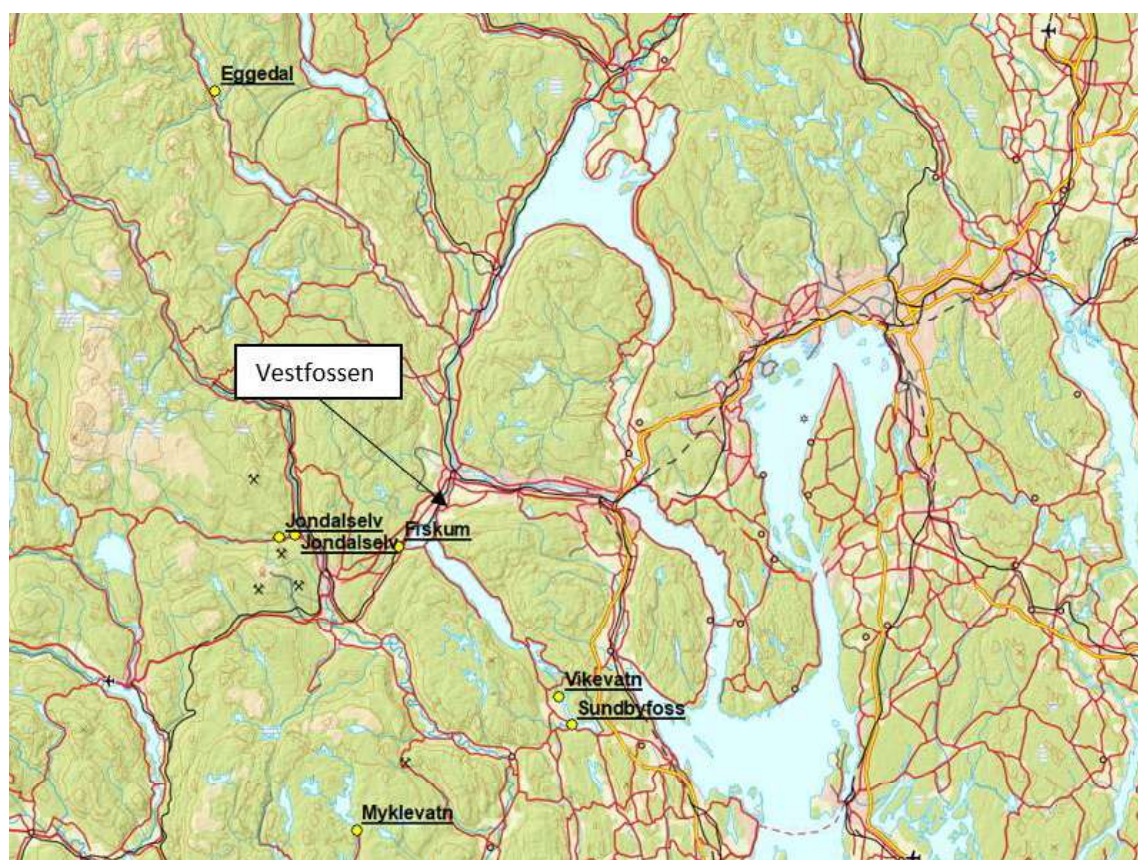 Eggedal
Vestfossen
Jondalselv
Jondalselv
Fiskum
Vikevatn
Sundbyfoss
Myklevatn